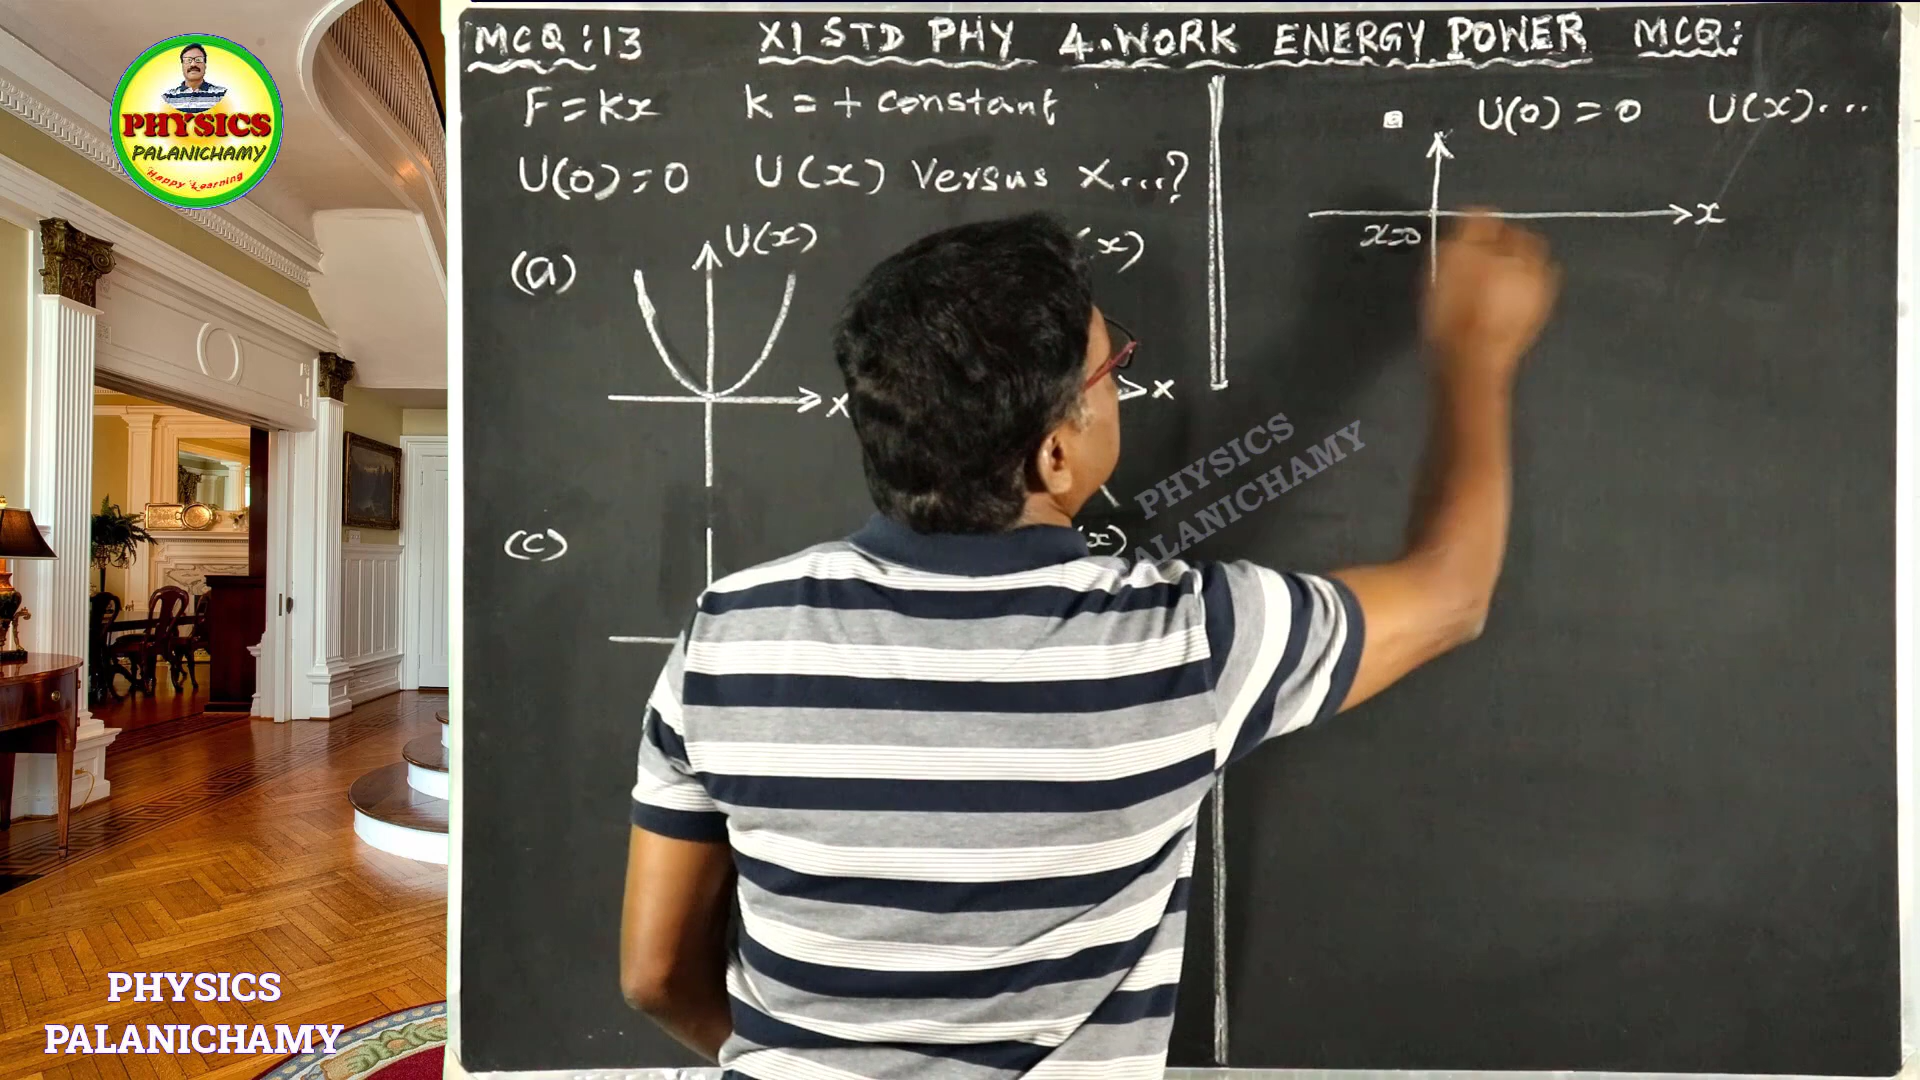 PHYSICS
PALANICHAMY
Happy Learning
MCQ:13 XI STD PHY 4.WORK ENERGY POWER MCQ:
F=kx k = + constant
U(0)=0 U(x) Versus X...?
(a) U(x) (x)
X X
(c) (x)
U(0)=0 U(x)...
x
x=0
PHYSICS
PALANICHAMY
PHYSICS
PALANICHAMY